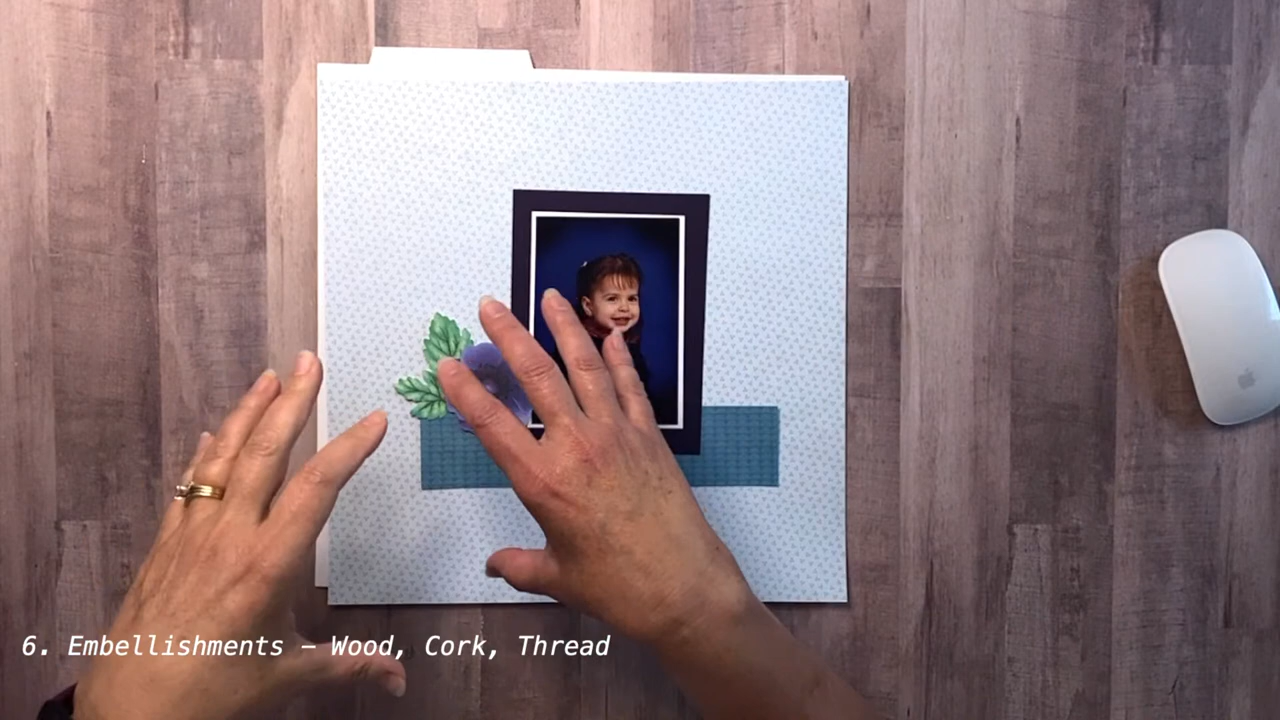 6. Embellishments – Wood, Cork, Thread